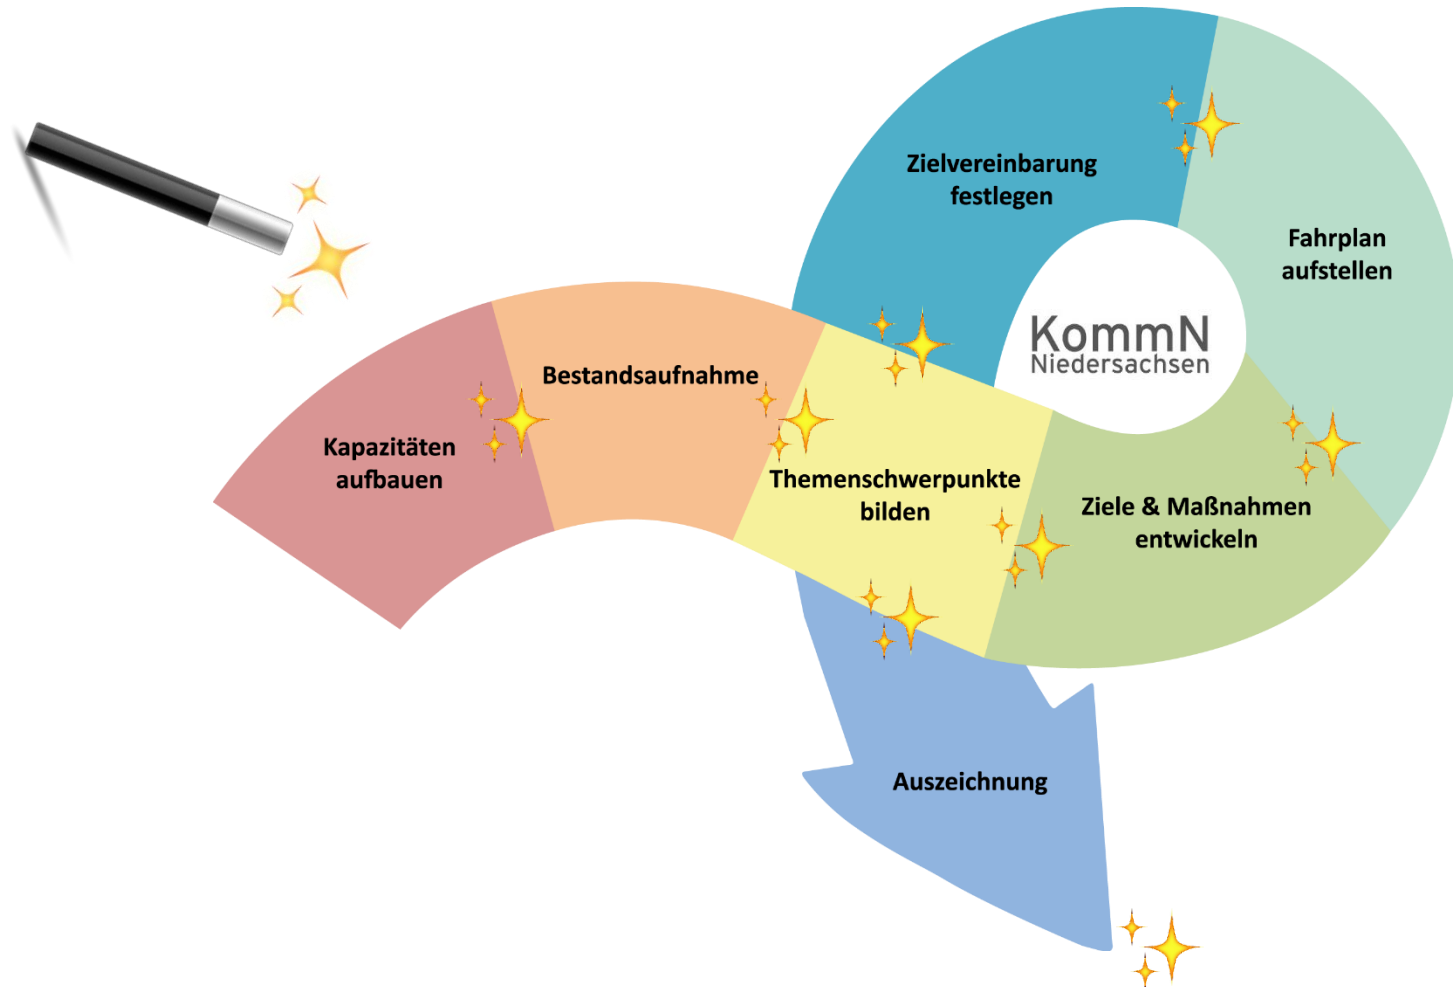 Kapazitäten
aufbauen
Bestandsaufnahme
Themenschwerpunkte
bilden
Ziele & Maßnahmen
entwickeln
Fahrplan
aufstellen
Zielvereinbarung
festlegen
Auszeichnung
KommN
Niedersachsen